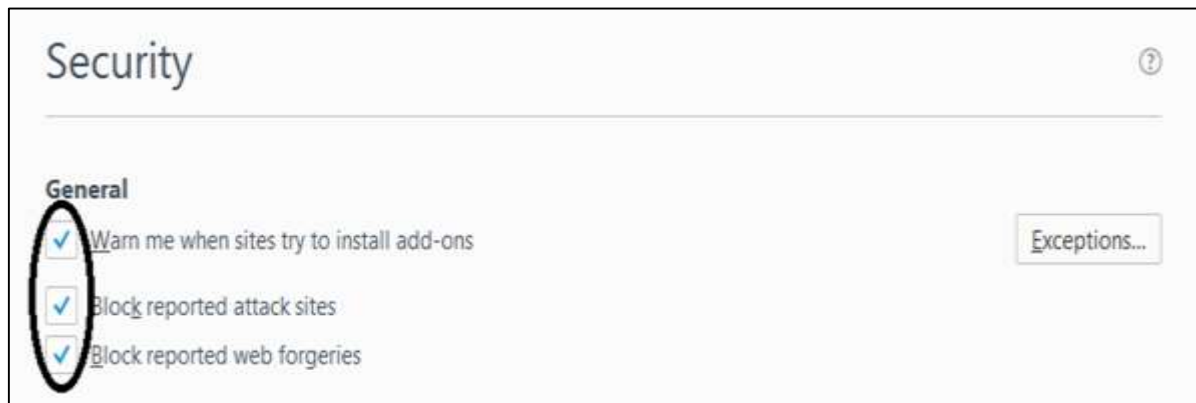 Security
?
General
Warn me when sites try to install add-ons
Exceptions...
Block reported attack sites
Block reported web forgeries